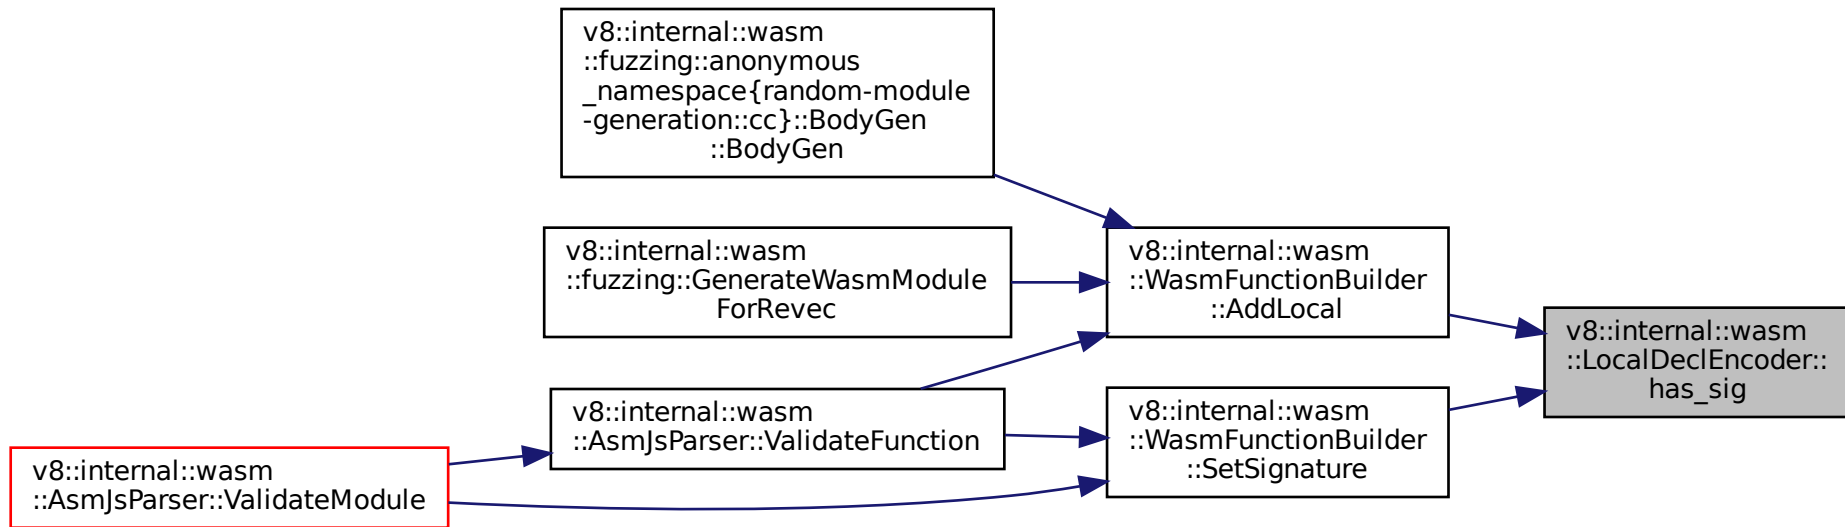 v8::internal::wasm
::fuzzing::anonymous
_namespace{random-module
-generation::cc}::BodyGen
::BodyGen
v8::internal::wasm
::fuzzing::GenerateWasmModule
ForRevec
v8::internal::wasm
::WasmFunctionBuilder
::AddLocal
v8::internal::wasm
::LocalDeclEncoder::
has_sig
v8::internal::wasm
::AsmJsParser::ValidateFunction
v8::internal::wasm
::WasmFunctionBuilder
::SetSignature
v8::internal::wasm
::AsmJsParser::ValidateModule